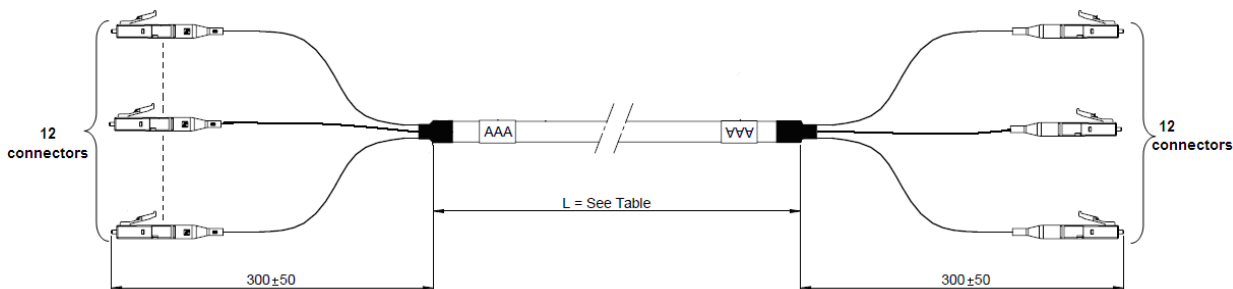 12
connectors
AAA
AAA
12
connectors
L = See Table
300±50
300±50